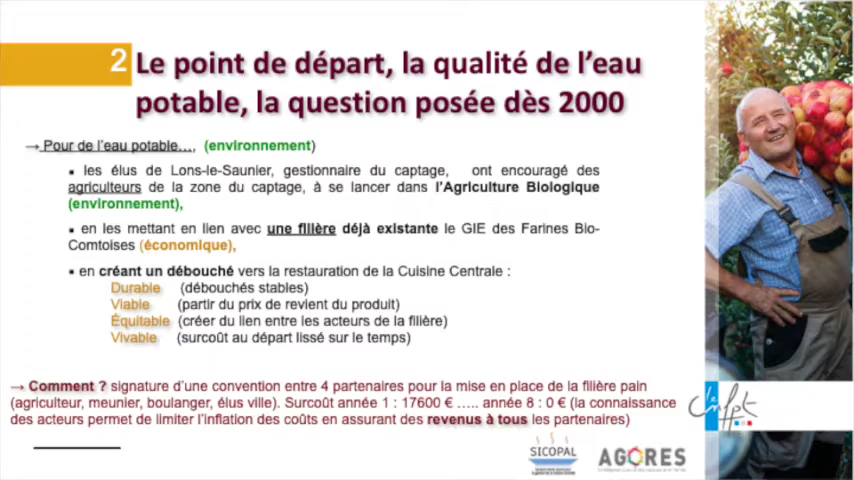 2 Le point de départ, la qualité de l’eau
potable, la question posée dès 2000
→ Pour de l’eau potable…, (environnement)
▪ les élus de Lons-le-Saunier, gestionnaire du captage, ont encouragé des
agriculteurs de la zone du captage, à se lancer dans l’Agriculture Biologique
(environnement),
▪ en les mettant en lien avec une filière déjà existante le GIE des Farines Bio-
Comtoises (économique),
▪ en créant un débouché vers la restauration de la Cuisine Centrale :
Durable (débouchés stables)
Viable (partir du prix de revient du produit)
Équitable (créer du lien entre les acteurs de la filière)
Vivable (surcoût au départ lissé sur le temps)
→ Comment ? signature d’une convention entre 4 partenaires pour la mise en place de la filière pain
(agriculteur, meunier, boulanger, élus ville). Surcoût année 1 : 17600 € ….. année 8 : 0 € (la connaissance
des acteurs permet de limiter l’inflation des coûts en assurant des revenus à tous les partenaires)
cnfpt
SICOPAL
AGORES